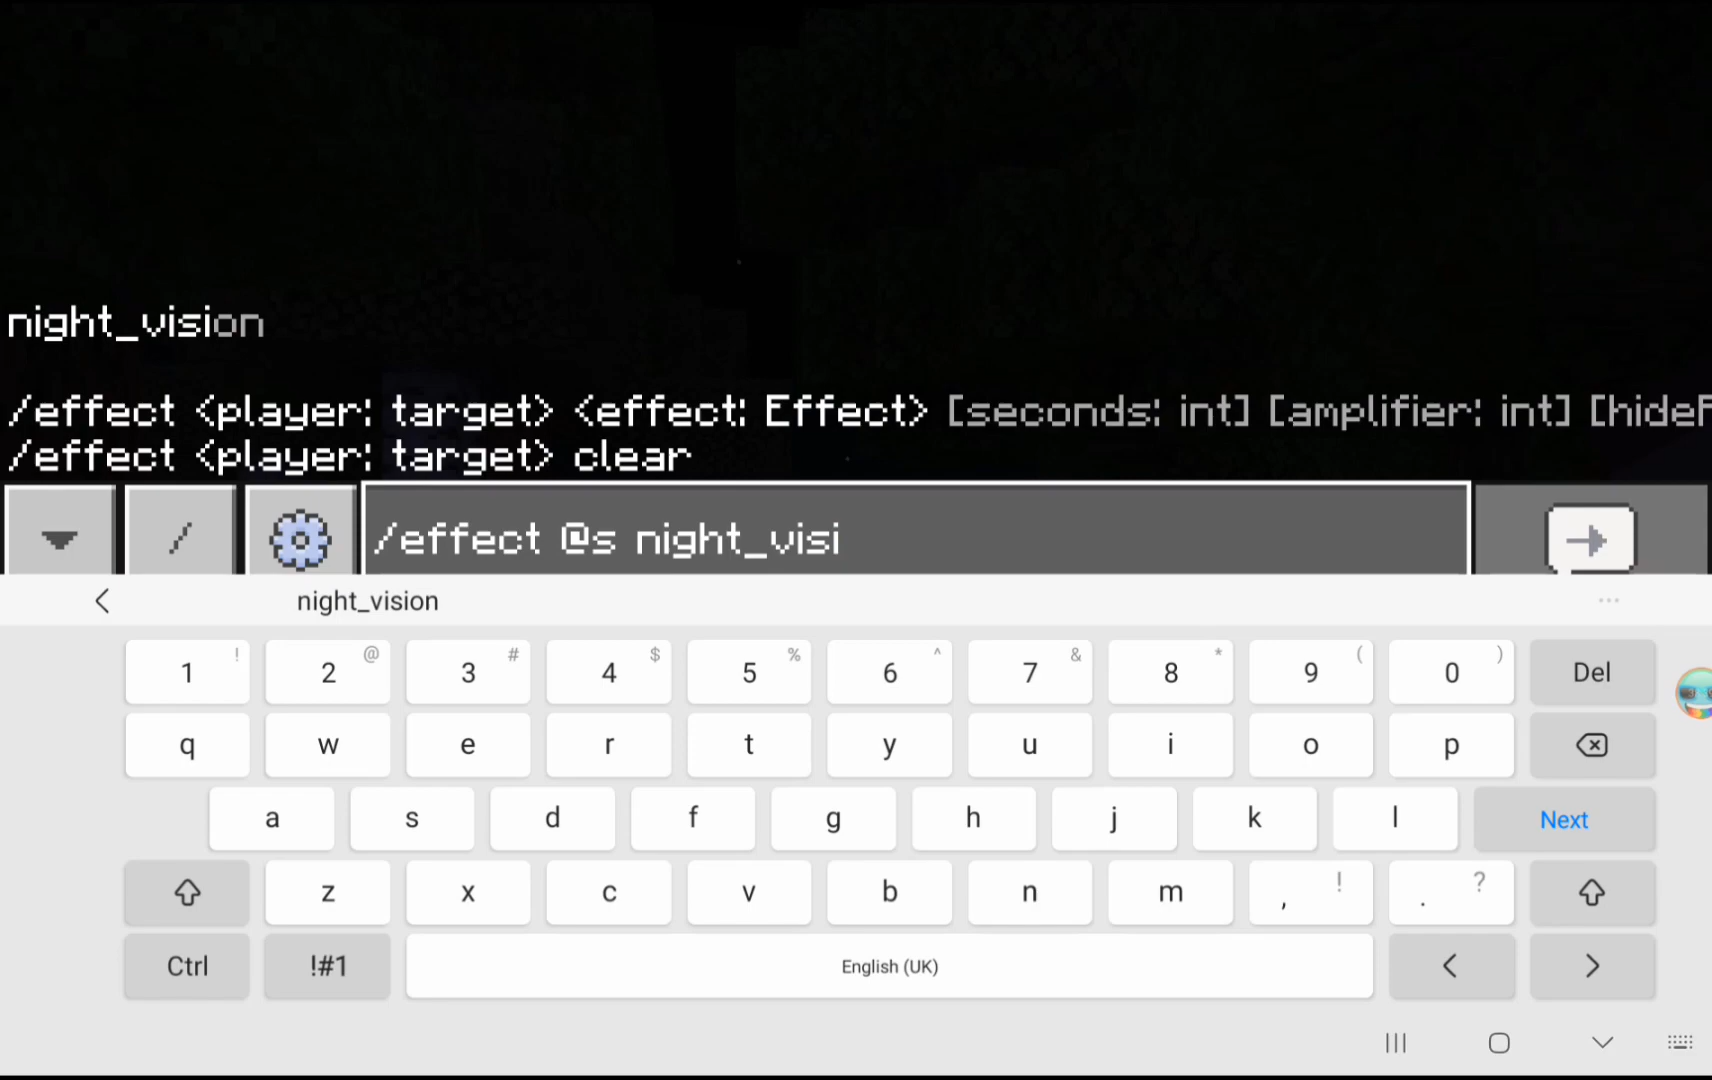 night_vision
/effect <player: target> <effect: Effect> [seconds: int] [amplifier: int] [hideP
/effect <player: target> clear
/ /effect @s night_visi
night_vision ...
1 ! 2 @ 3 # 4 $ 5 % 6 ^ 7 & 8 * 9 ( 0 ) Del
q w e r t y u i o p
a s d f g h j k l Next
z x c v b n m , ! . ?
Ctrl !#1 English (UK) < >